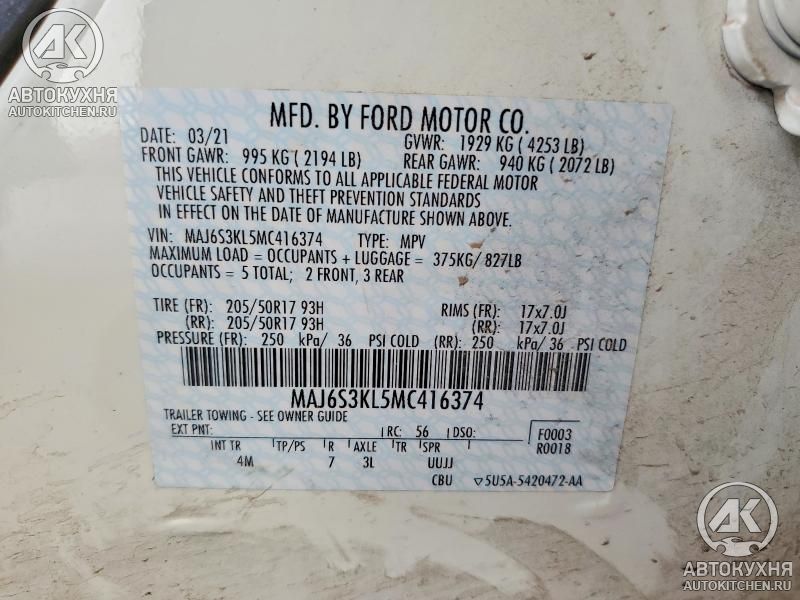 АК
АВТОКУХНЯ
AUTOKITCHEN.RU
MFD. BY FORD MOTOR CO.
DATE: 03/21 GVWR: 1929 KG ( 4253 LB)
FRONT GAWR: 995 KG ( 2194 LB) REAR GAWR: 940 KG ( 2072 LB)
THIS VEHICLE CONFORMS TO ALL APPLICABLE FEDERAL MOTOR
VEHICLE SAFETY AND THEFT PREVENTION STANDARDS
IN EFFECT ON THE DATE OF MANUFACTURE SHOWN ABOVE.
VIN: MAJ6S3KL5MC416374 TYPE: MPV
MAXIMUM LOAD = OCCUPANTS + LUGGAGE = 375KG/ 827LB
OCCUPANTS = 5 TOTAL; 2 FRONT, 3 REAR
TIRE (FR): 205/50R17 93H RIMS (FR): 17x7.0J
(RR): 205/50R17 93H (RR): 17x7.0J
PRESSURE (FR): 250 kPa/ 36 PSI COLD (RR): 250 kPa/ 36 PSI COLD
MAJ6S3KL5MC416374
TRAILER TOWING - SEE OWNER GUIDE
EXT PNT: RC: 56 DSO: F0003
R0018
INT TR TP/PS R AXLE TR SPR
4M 7 3L UUJJ
CBU ▽5U5A-5420472-AA
АК
АВТОКУХНЯ
AUTOKITCHEN.RU